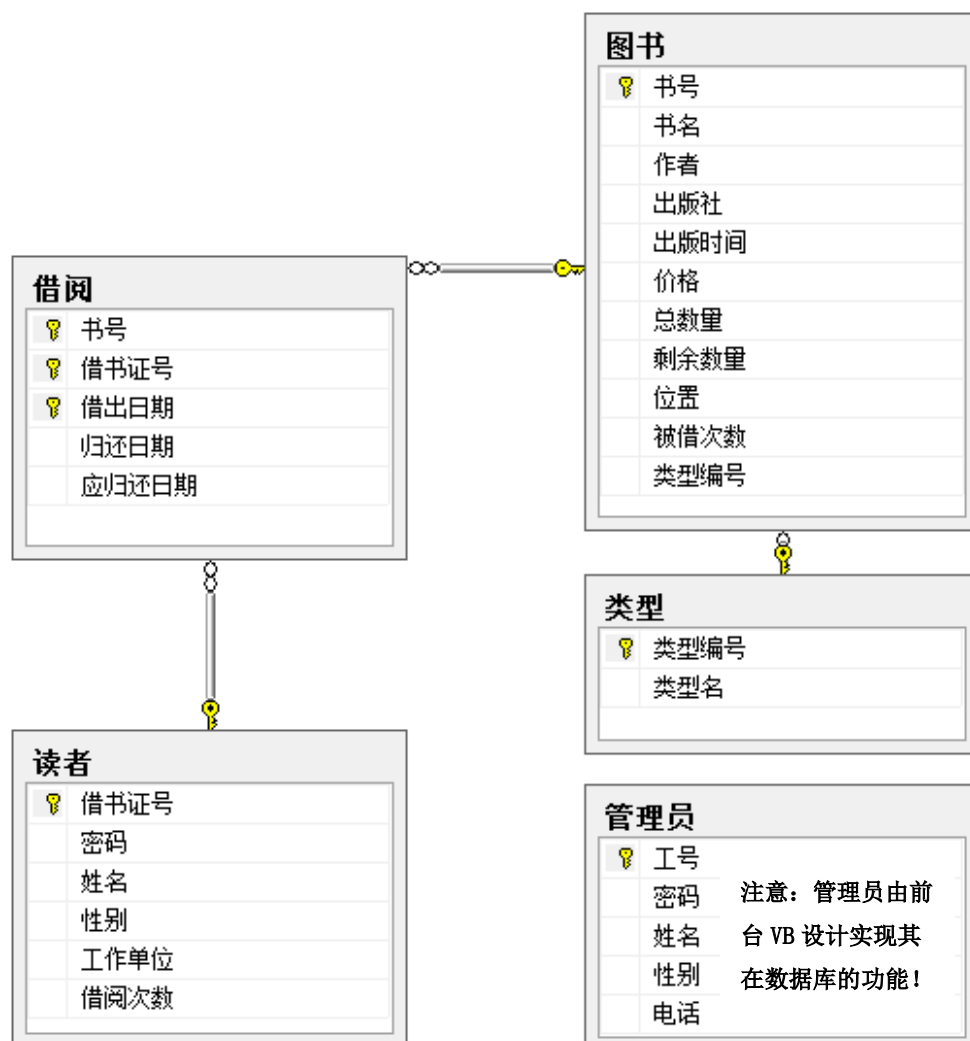 图书
书号
书名
作者
出版社
出版时间
价格
总数量
剩余数量
位置
被借次数
类型编号
借阅
书号
借书证号
借出日期
归还日期
应归还日期
类型
类型编号
类型名
读者
借书证号
密码
姓名
性别
工作单位
借阅次数
管理员
工号
密码
姓名
性别
电话
注意：管理员由前
台 VB 设计实现其
在数据库的功能！